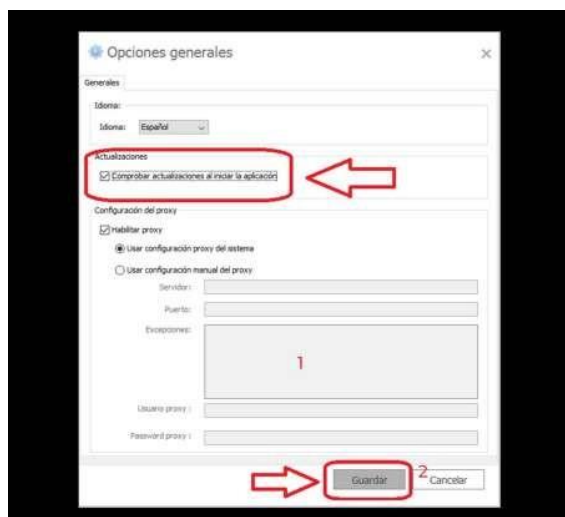 Opciones generales
Generales
Idioma:
Idioma: Español
Actualizaciones
Comprobar actualizaciones al iniciar la aplicación
Configuración del proxy
Habilitar proxy
Usar configuración proxy del sistema
Usar configuración manual del proxy
Servidor:
Puerto:
Excepciones:
1
Usuario proxy :
Password proxy :
Guardar 2 Cancelar